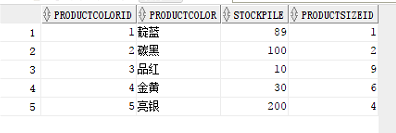 PRODUCTCOLORID PRODUCTCOLOR STOCKPILE PRODUCTSIZEID
1 1 靛蓝 89 1
2 2 碳黑 100 2
3 3 品红 10 9
4 4 金黄 30 6
5 5 亮银 200 4